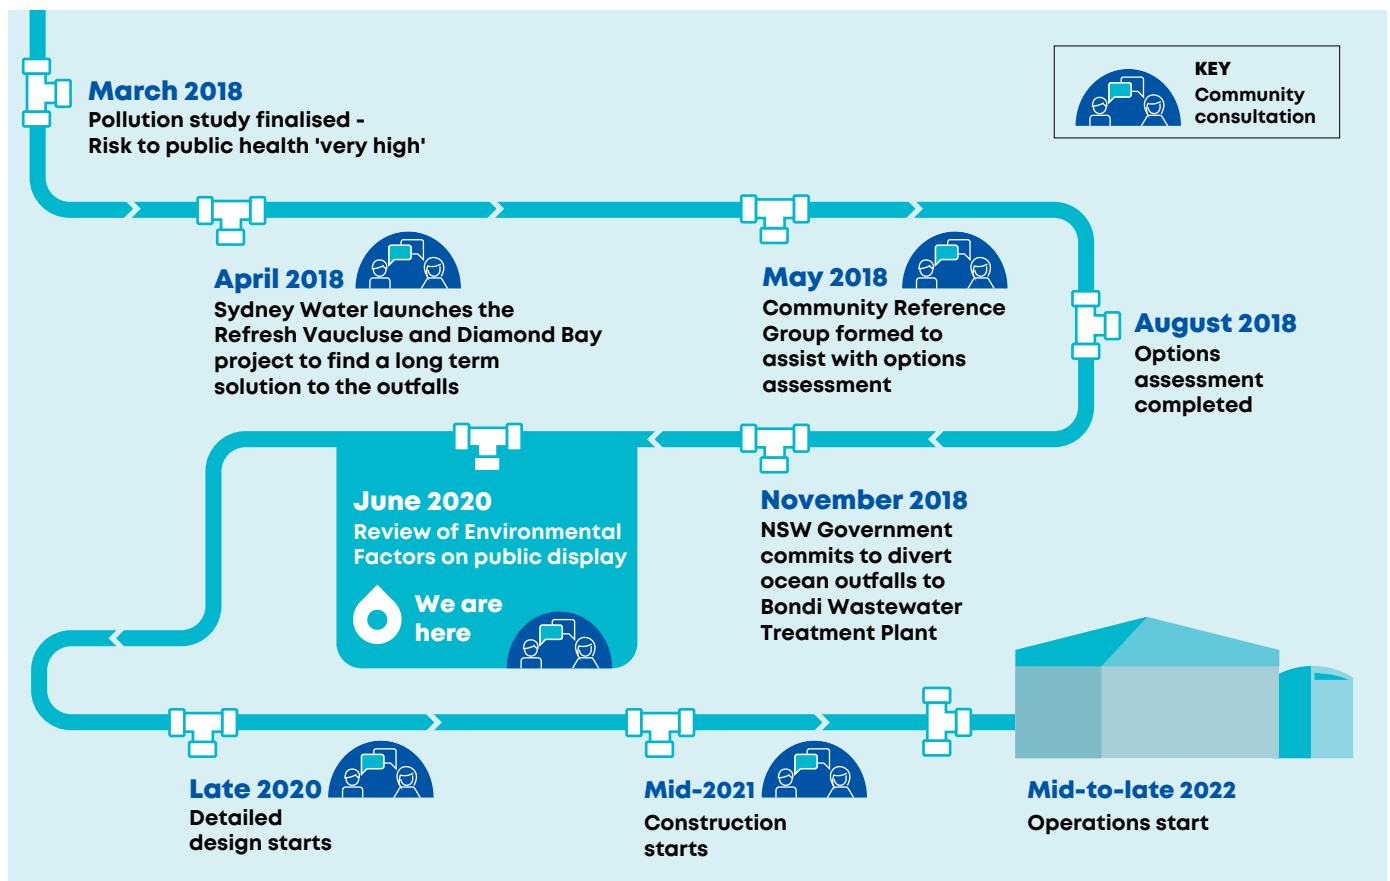 March 2018
Pollution study finalised -
Risk to public health 'very high'
KEY
Community
consultation
April 2018
Sydney Water launches the
Refresh Vaucluse and Diamond Bay
project to find a long term
solution to the outfalls
May 2018
Community Reference
Group formed to
assist with options
assessment
August 2018
Options
assessment
completed
November 2018
NSW Government
commits to divert
ocean outfalls to
Bondi Wastewater
Treatment Plant
June 2020
Review of Environmental
Factors on public display
We are
here
Late 2020
Detailed
design starts
Mid-2021
Construction
starts
Mid-to-late 2022
Operations start